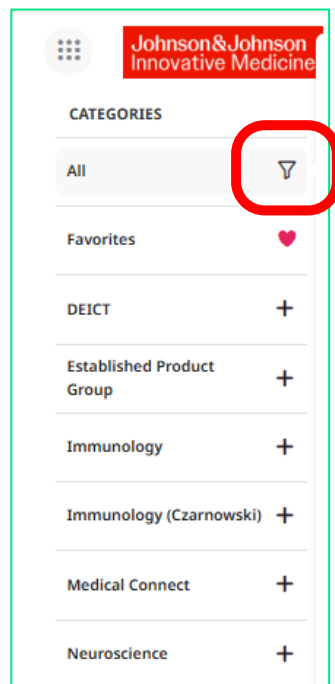 Johnson&Johnson
Innovative Medicine
CATEGORIES
All
Favorites
DEICT
Established Product
Group
Immunology
Immunology (Czarnowski)
Medical Connect
Neuroscience